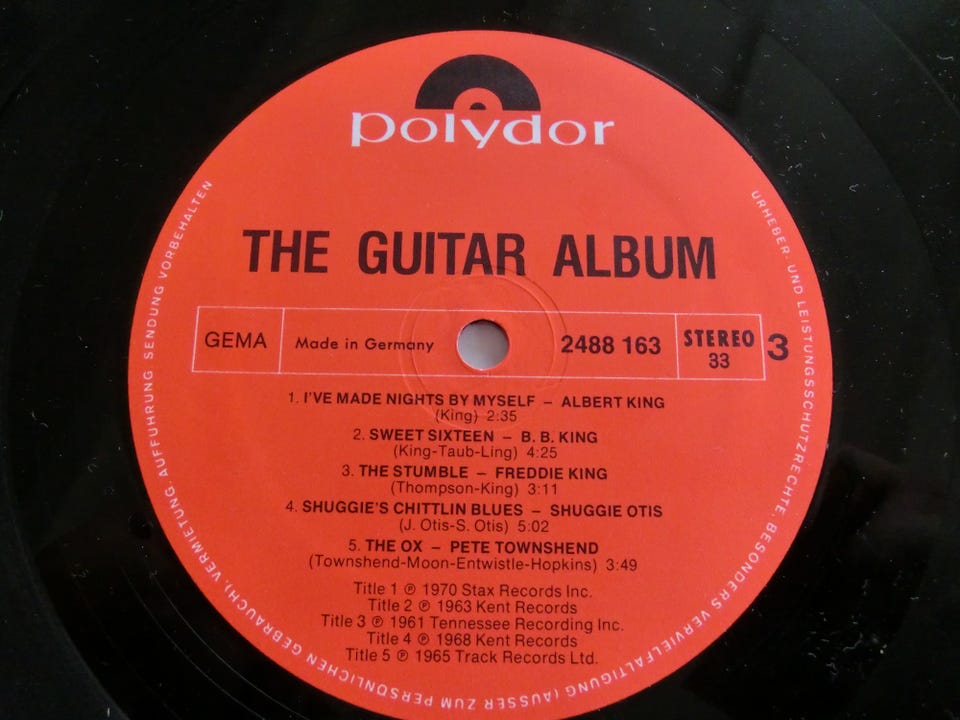 polydor
THE GUITAR ALBUM
GEMA
Made in Germany
2488 163
STEREO
33
3
1. I'VE MADE NIGHTS BY MYSELF – ALBERT KING
(King) 2:35
2. SWEET SIXTEEN – B. B. KING
(King-Taub-Ling) 4:25
3. THE STUMBLE – FREDDIE KING
(Thompson-King) 3:11
4. SHUGGIE'S CHITTLIN BLUES – SHUGGIE OTIS
(J. Otis-S. Otis) 5:02
5. THE OX – PETE TOWNSHEND
(Townshend-Moon-Entwistle-Hopkins) 3:49
Title 1 ℗ 1970 Stax Records Inc.
Title 2 ℗ 1963 Kent Records
Title 3 ℗ 1961 Tennessee Recording Inc.
Title 4 ℗ 1968 Kent Records
Title 5 ℗ 1965 Track Records Ltd.
URHEBER- UND LEISTUNGSSCHUTZRECHTE, BESONDERS VERVIELFÄLTIGUNG (AUSSER ZUM PERSÖNLICHEN GEBRAUCH), VERMIETUNG, AUFFÜHRUNG SENDUNG VORBEHALTEN